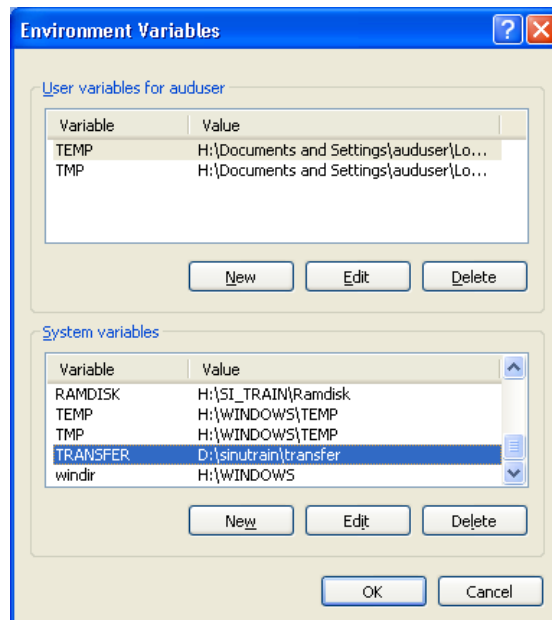 Environment Variables
User variables for auduser
Variable Value
TEMP H:\Documents and Settings\auduser\Lo...
TMP H:\Documents and Settings\auduser\Lo...
New Edit Delete
System variables
Variable Value
RAMDISK H:\SI_TRAIN\Ramdisk
TEMP H:\WINDOWS\TEMP
TMP H:\WINDOWS\TEMP
TRANSFER D:\sinutrain\transfer
windir H:\WINDOWS
New Edit Delete
OK Cancel